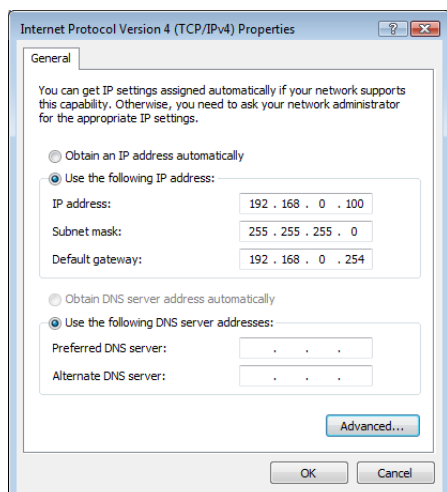 Internet Protocol Version 4 (TCP/IPv4) Properties
General
You can get IP settings assigned automatically if your network supports
this capability. Otherwise, you need to ask your network administrator
for the appropriate IP settings.
Obtain an IP address automatically
Use the following IP address:
IP address: 192 . 168 . 0 . 100
Subnet mask: 255 . 255 . 255 . 0
Default gateway: 192 . 168 . 0 . 254
Obtain DNS server address automatically
Use the following DNS server addresses:
Preferred DNS server: . . .
Alternate DNS server: . . .
Advanced...
OK Cancel